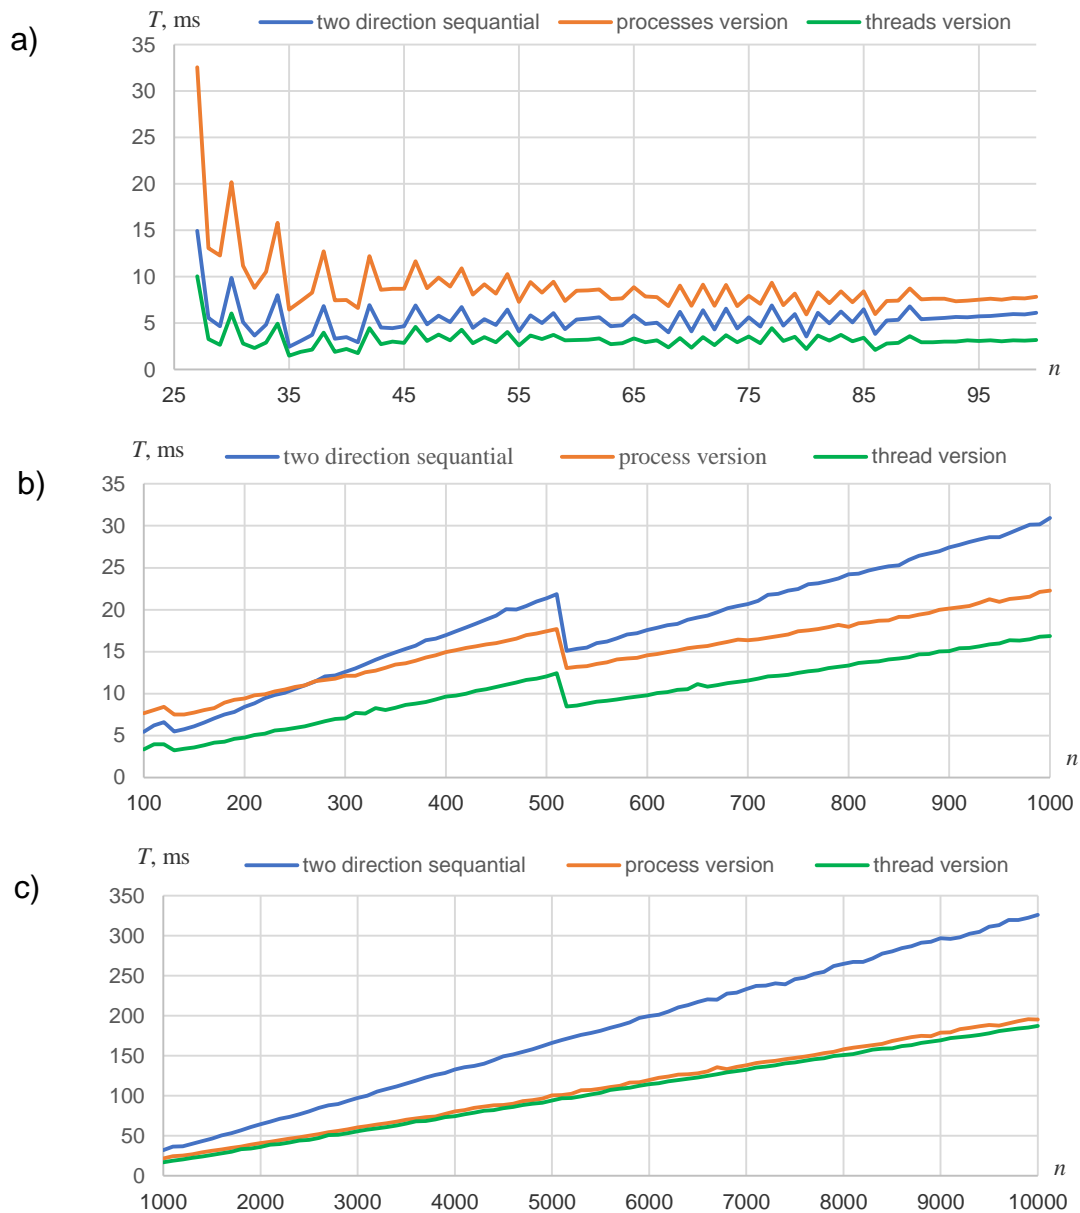 T, ms
two direction sequantial processes version threads version
a)
35
30
25
20
15
10
5
0
n
25 35 45 55 65 75 85 95
T, ms
two direction sequantial process version thread version
b)
35
30
25
20
15
10
5
0
n
100 200 300 400 500 600 700 800 900 1000
T, ms
two direction sequantial process version thread version
c)
350
300
250
200
150
100
50
0
n
1000 2000 3000 4000 5000 6000 7000 8000 9000 10000